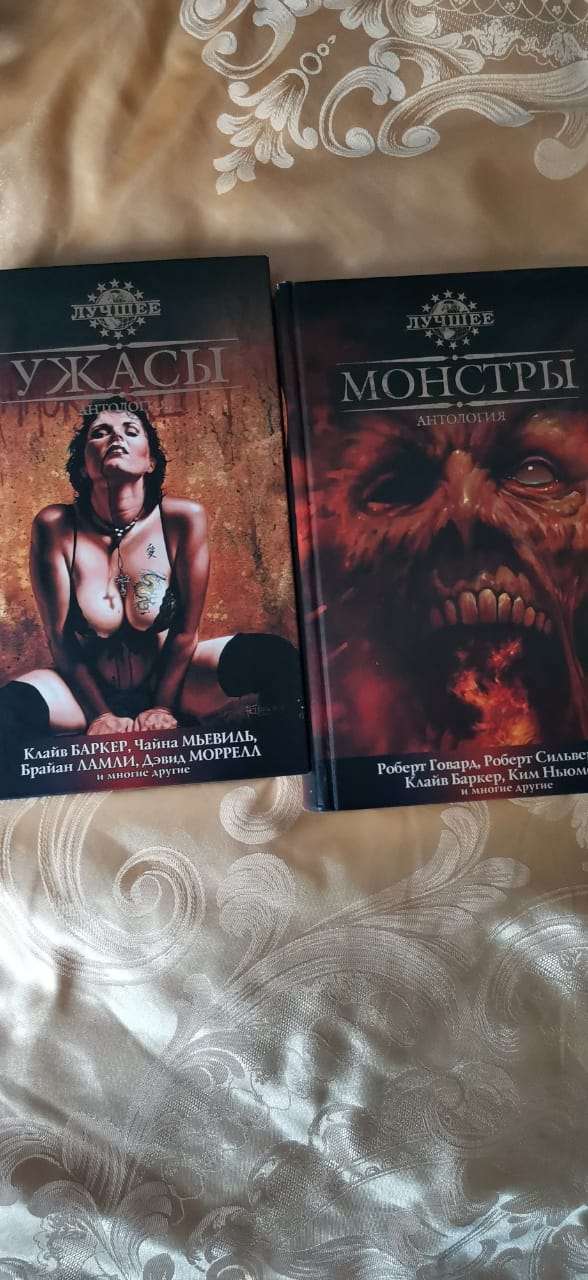 ЛУЧШЕЕ
УЖАСЫ
АНТОЛОГИЯ
愛
Клайв БАРКЕР, Чайна МЬЕВИЛЬ,
Брайан ЛАМЛИ, Дэвид МОРРЕЛЛ
и многие другие
ЛУЧШЕЕ
МОНСТРЫ
АНТОЛОГИЯ
Роберт Говард, Роберт
Клайв Баркер, Ким
и многие другие